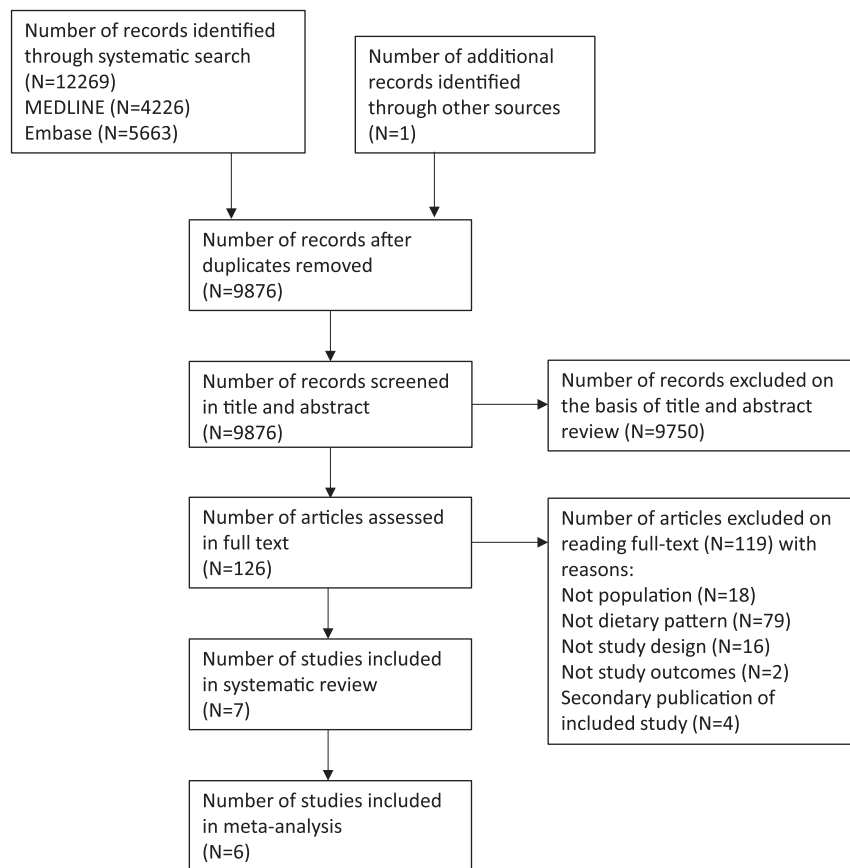 Number of records identified
through systematic search
(N=12269)
MEDLINE (N=4226)
Embase (N=5663)
Number of additional
records identified
through other sources
(N=1)
Number of records after
duplicates removed
(N=9876)
Number of records screened
in title and abstract
(N=9876)
Number of records excluded on
the basis of title and abstract
review (N=9750)
Number of articles assessed
in full text
(N=126)
Number of articles excluded on
reading full-text (N=119) with
reasons:
Not population (N=18)
Not dietary pattern (N=79)
Not study design (N=16)
Not study outcomes (N=2)
Secondary publication of
included study (N=4)
Number of studies included
in systematic review
(N=7)
Number of studies included
in meta-analysis
(N=6)